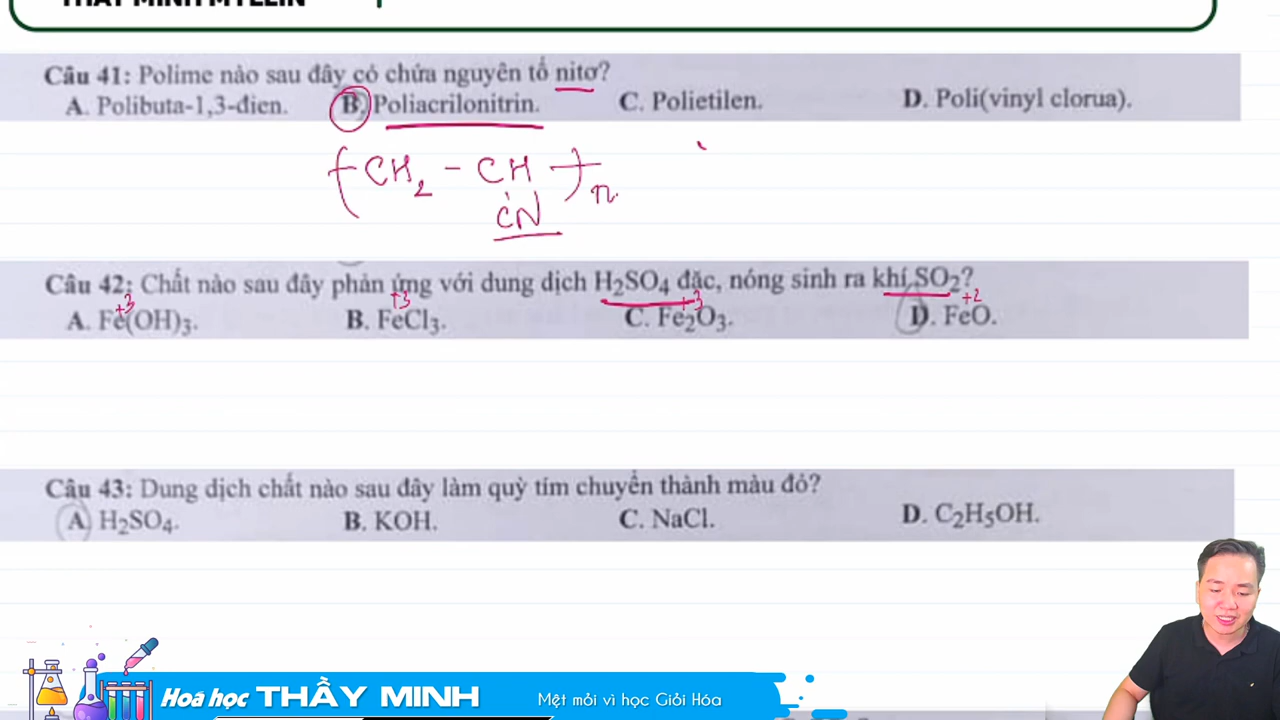 THẦY MINH MYELIN
Câu 41: Polime nào sau đây có chứa nguyên tố nitơ?
A. Polibuta-1,3-đien. B. Poliacrilonitrin. C. Polietilen. D. Poli(vinyl clorua).
( CH2 - CH )n
CN
Câu 42: Chất nào sau đây phản ứng với dung dịch H2SO4 đặc, nóng sinh ra khí SO2?
+3 +3 +3 +2
A. Fe(OH)3. B. FeCl3. C. Fe2O3. D. FeO.
Câu 43: Dung dịch chất nào sau đây làm quỳ tím chuyển thành màu đỏ?
A. H2SO4. B. KOH. C. NaCl. D. C2H5OH.
Hoá học THẦY MINH Mệt mỏi vì học Giỏi Hóa